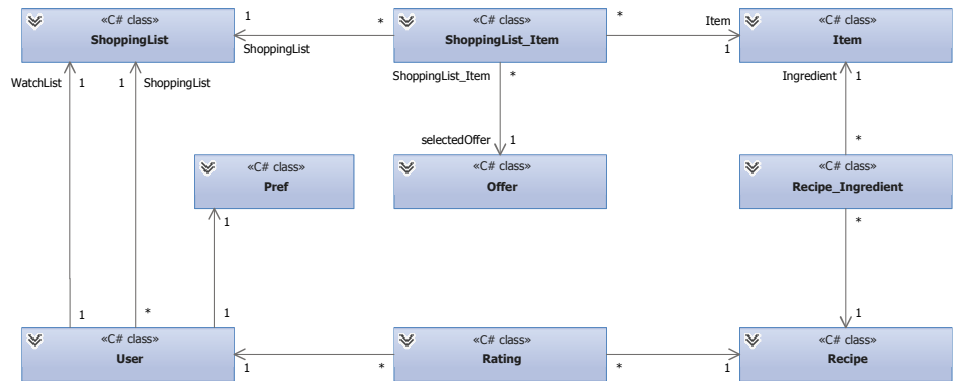 «C# class»
ShoppingList
1
*
ShoppingList
«C# class»
ShoppingList_Item
*
Item
1
«C# class»
Item
WatchList
1
1
ShoppingList
ShoppingList_Item
*
selectedOffer
1
Ingredient
1
*
«C# class»
Pref
«C# class»
Offer
«C# class»
Recipe_Ingredient
1
*
1
*
1
1
«C# class»
User
1
*
«C# class»
Rating
*
1
«C# class»
Recipe